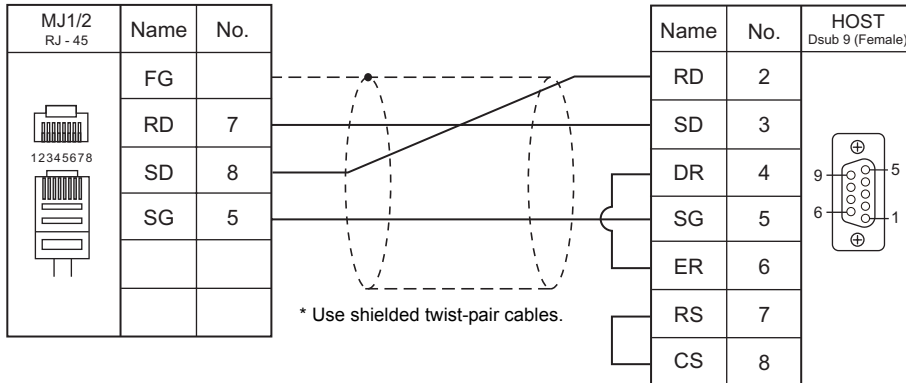 MJ1/2
RJ - 45
Name No.
FG
RD 7
SD 8
SG 5
12345678
* Use shielded twist-pair cables.
Name No.
HOST
Dsub 9 (Female)
RD 2
SD 3
DR 4
SG 5
ER 6
RS 7
CS 8
9 5
6 1